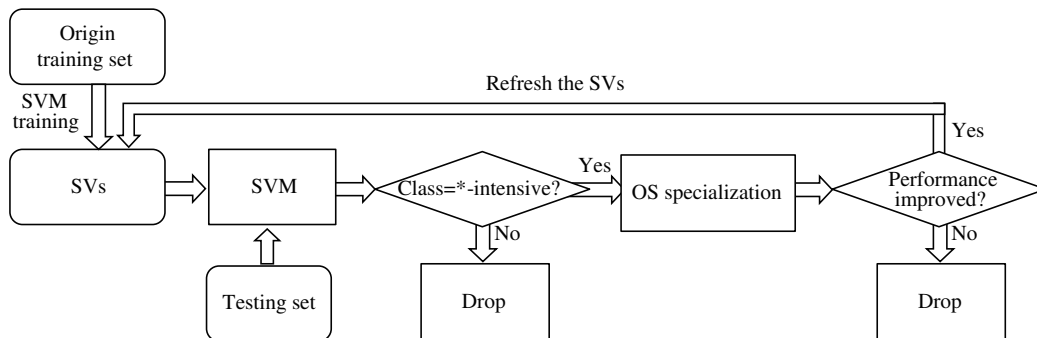 Origin
training set
Refresh the SVs
SVM
training
Yes
SVs
SVM
Class=*-intensive?
Yes
OS specialization
Performance
improved?
No
No
Testing set
Drop
Drop